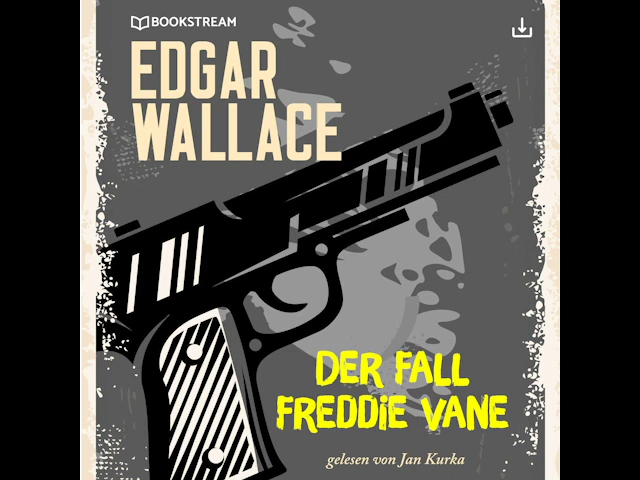 BOOKSTREAM
EDGAR
WALLACE
DER FALL
FREDDiE VANE
gelesen von Jan Kurka